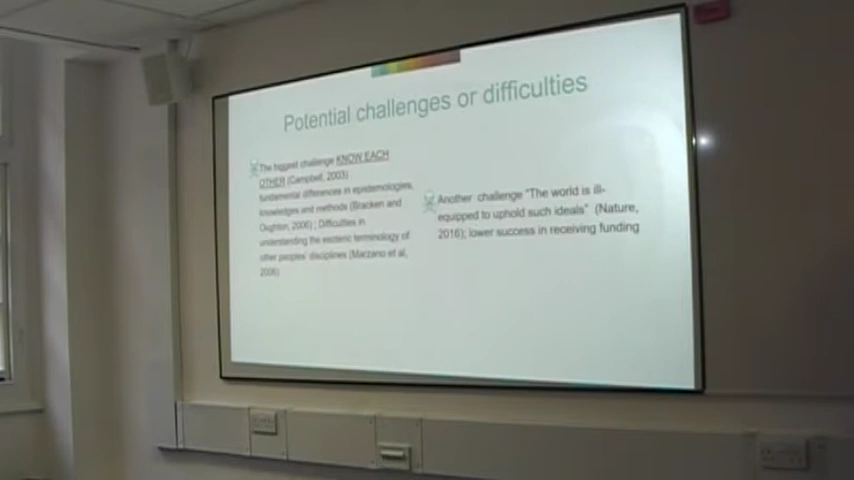 Potential challenges or difficulties
The biggest challenge KNOW EACH
OTHER (Campbell, 2003)
fundamental differences in epistemologies,
knowledges and methods (Bracken and
Oughton, 2006) ; Difficulties in
understanding the esoteric terminology of
other peoples' disciplines (Marzano et al,
2006)
Another challenge "The world is ill-
equipped to uphold such ideals" (Nature,
2016); lower success in receiving funding